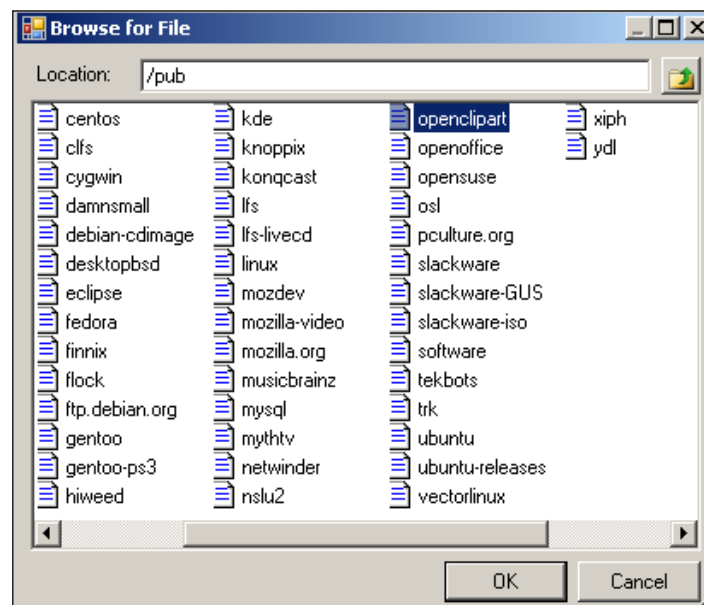 Browse for File
Location: /pub
centos
clfs
cygwin
damnsmall
debian-cdimage
desktopbsd
eclipse
fedora
finnix
flock
ftp.debian.org
gentoo
gentoo-ps3
hiweed
kde
knoppix
konqcast
lfs
lfs-livecd
linux
mozdev
mozilla-video
mozilla.org
musicbrainz
mysql
mythtv
netwinder
nslu2
openclipart
openoffice
opensuse
osl
pculture.org
slackware
slackware-GUS
slackware-iso
software
tekbots
trk
ubuntu
ubuntu-releases
vectorlinux
xiph
ydl
OK Cancel